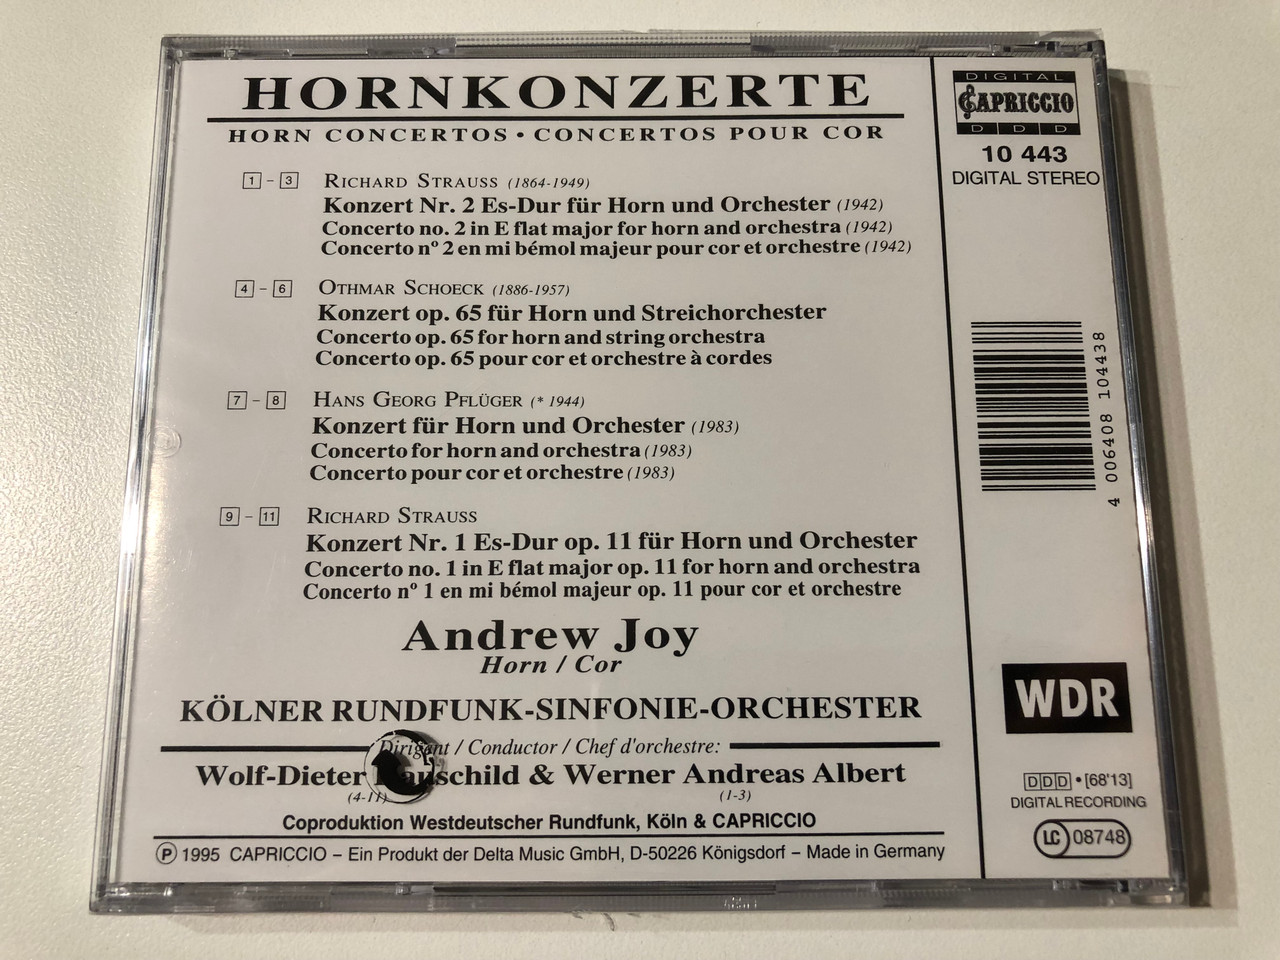 HORNKONZERTE
HORN CONCERTOS • CONCERTOS POUR COR
1 – 3 RICHARD STRAUSS (1864-1949)
Konzert Nr. 2 Es-Dur für Horn und Orchester (1942)
Concerto no. 2 in E flat major for horn and orchestra (1942)
Concerto nº 2 en mi bémol majeur pour cor et orchestre (1942)
4 – 6 OTHMAR SCHOECK (1886-1957)
Konzert op. 65 für Horn und Streichorchester
Concerto op. 65 for horn and string orchestra
Concerto op. 65 pour cor et orchestre à cordes
7 – 8 HANS GEORG PFLÜGER (* 1944)
Konzert für Horn und Orchester (1983)
Concerto for horn and orchestra (1983)
Concerto pour cor et orchestre (1983)
9 – 11 RICHARD STRAUSS
Konzert Nr. 1 Es-Dur op. 11 für Horn und Orchester
Concerto no. 1 in E flat major op. 11 for horn and orchestra
Concerto nº 1 en mi bémol majeur op. 11 pour cor et orchestre
Andrew Joy
Horn / Cor
KÖLNER RUNDFUNK-SINFONIE-ORCHESTER
Dirigent / Conductor / Chef d'orchestre:
Wolf-Dieter & Werner Andreas Albert
(4-11) (1-3)
Coproduktion Westdeutscher Rundfunk, Köln & CAPRICCIO
Ⓟ 1995 CAPRICCIO – Ein Produkt der Delta Music GmbH, D-50226 Königsdorf – Made in Germany
DIGITAL
CAPRICCIO
D D D
10 443
DIGITAL STEREO
4 006408 104438
WDR
DDD • [68'13]
DIGITAL RECORDING
LC 08748